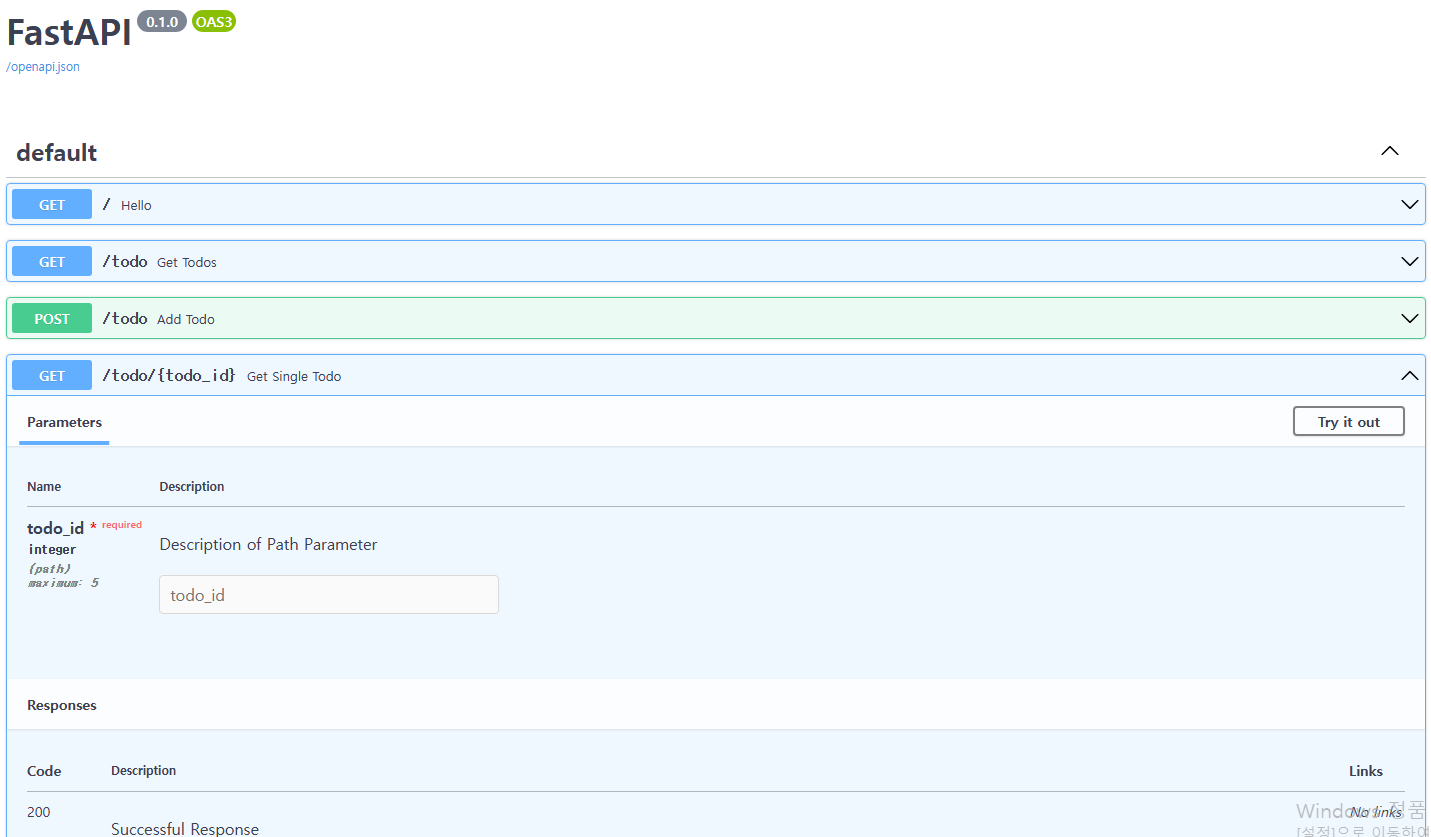 FastAPI 0.1.0 OAS3
/openapi.json
default
GET / Hello
GET /todo Get Todos
POST /todo Add Todo
GET /todo/{todo_id} Get Single Todo
Parameters Try it out
Name Description
todo_id * required
integer
(path)
maximum: 5
Description of Path Parameter
todo_id
Responses
Code Description Links
200 No links
Successful Response
Windows 정품
[설정]으로 이동하여